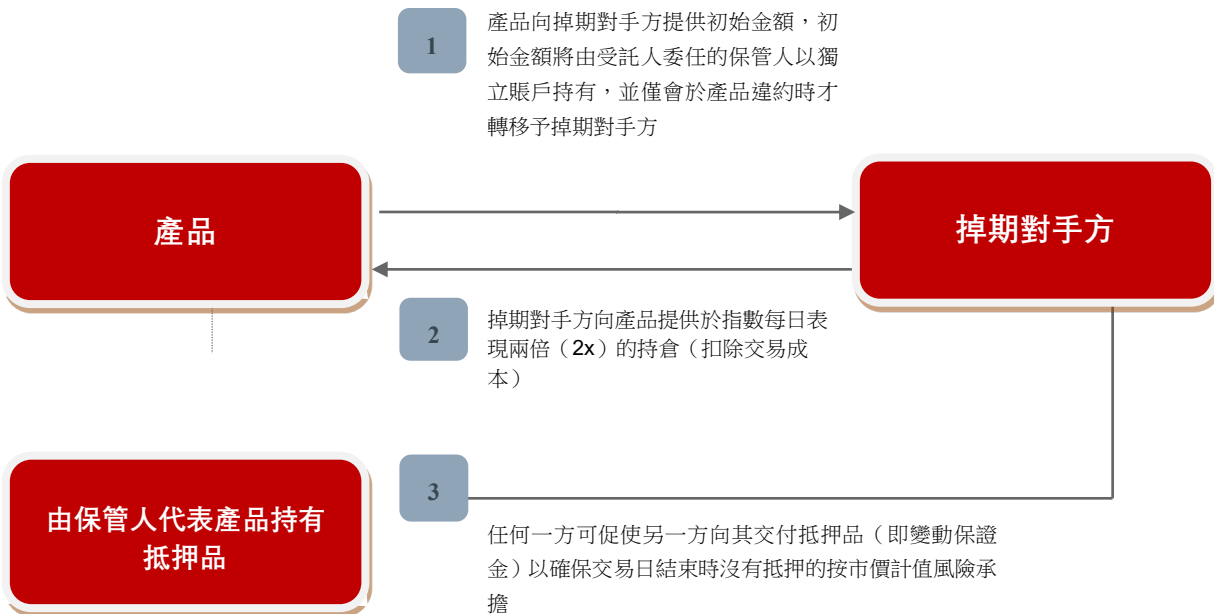 1
產品向掉期對手方提供初始金額，初
始金額將由受託人委任的保管人以獨
立賬戶持有，並僅會於產品違約時才
轉移予掉期對手方
產品
掉期對手方
2
掉期對手方向產品提供於指數每日表
現兩倍（2x）的持倉（扣除交易成
本）
3
由保管人代表產品持有
抵押品
任何一方可促使另一方向其交付抵押品（即變動保證
金）以確保交易日結束時沒有抵押的按市價計值風險承
擔